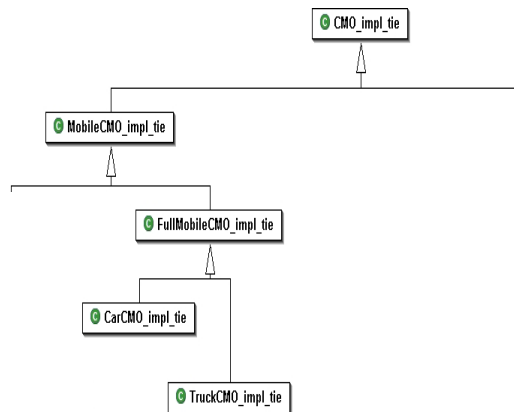 C CMO_impl_tie
C MobileCMO_impl_tie
C FullMobileCMO_impl_tie
C CarCMO_impl_tie
C TruckCMO_impl_tie